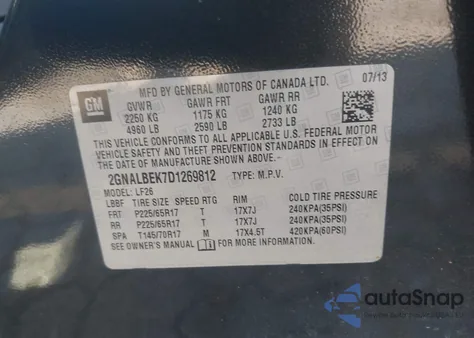 GM
MFD BY GENERAL MOTORS OF CANADA LTD.
07/13
GVWR GAWR FRT GAWR RR
2250 KG 1175 KG 1240 KG
4960 LB 2590 LB 2733 LB
THIS VEHICLE CONFORMS TO ALL APPLICABLE U.S. FEDERAL MOTOR
VEHICLE SAFETY AND THEFT PREVENTION STANDARDS IN EFFECT ON
THE DATE OF MANUFACTURE SHOWN ABOVE.
2GNALBEK7D1269812 TYPE: M.P.V.
MODEL: LF26
LBBF TIRE SIZE SPEED RTG RIM COLD TIRE PRESSURE
FRT P225/65R17 T 17X7J 240KPA(35PSI)
RR P225/65R17 T 17X7J 240KPA(35PSI)
SPA T145/70R17 M 17X4.5T 420KPA(60PSI)
SEE OWNER'S MANUAL FOR MORE INFORMATION.
autoSnap